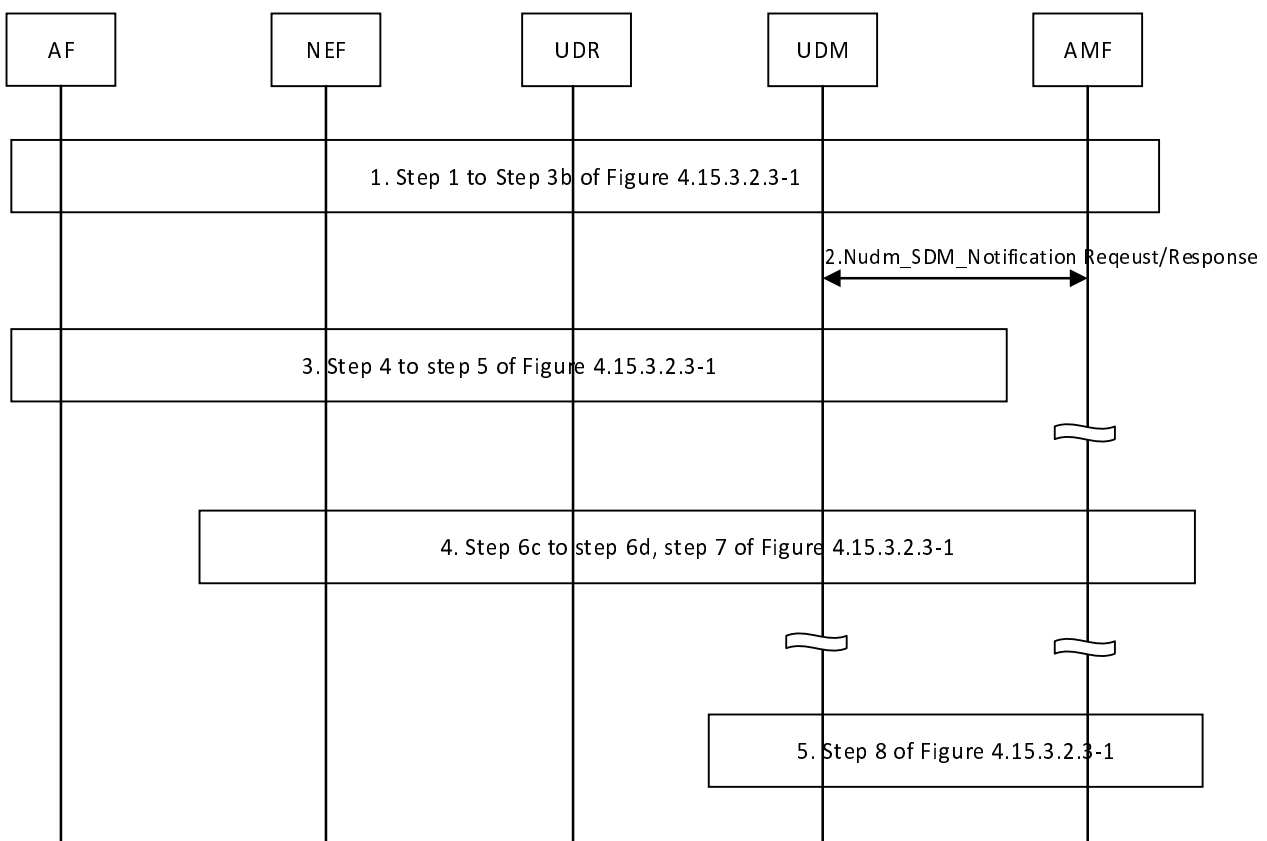 AF
NEF
UDR
UDM
AMF
1. Step 1 to Step 3b of Figure 4.15.3.2.3-1
2.Nudm_SDM_Notification Reqeust/Response
3. Step 4 to step 5 of Figure 4.15.3.2.3-1
4. Step 6c to step 6d, step 7 of Figure 4.15.3.2.3-1
5. Step 8 of Figure 4.15.3.2.3-1